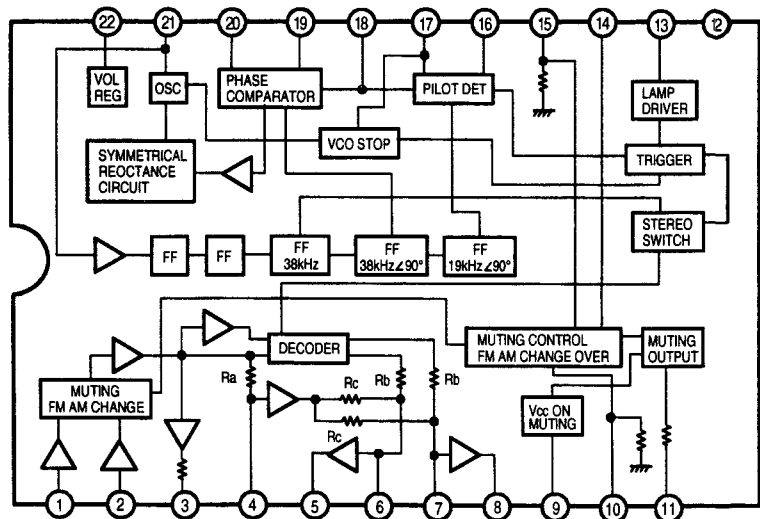 22 21 20 19 18 17 16 15 14 13 12
VOL
REG
OSC
PHASE
COMPARATOR
PILOT DET
LAMP
DRIVER
VCO STOP
TRIGGER
SYMMETRICAL
REOCTANCE
CIRCUIT
STEREO
SWITCH
FF
FF
FF
38kHz
FF
38kHz∠90°
FF
19kHz∠90°
DECODER
MUTING CONTROL
FM AM CHANGE OVER
MUTING
OUTPUT
MUTING
FM AM CHANGE
Ra
Rc
Rb
Rb
Rc
Vcc ON
MUTING
1 2 3 4 5 6 7 8 9 10 11